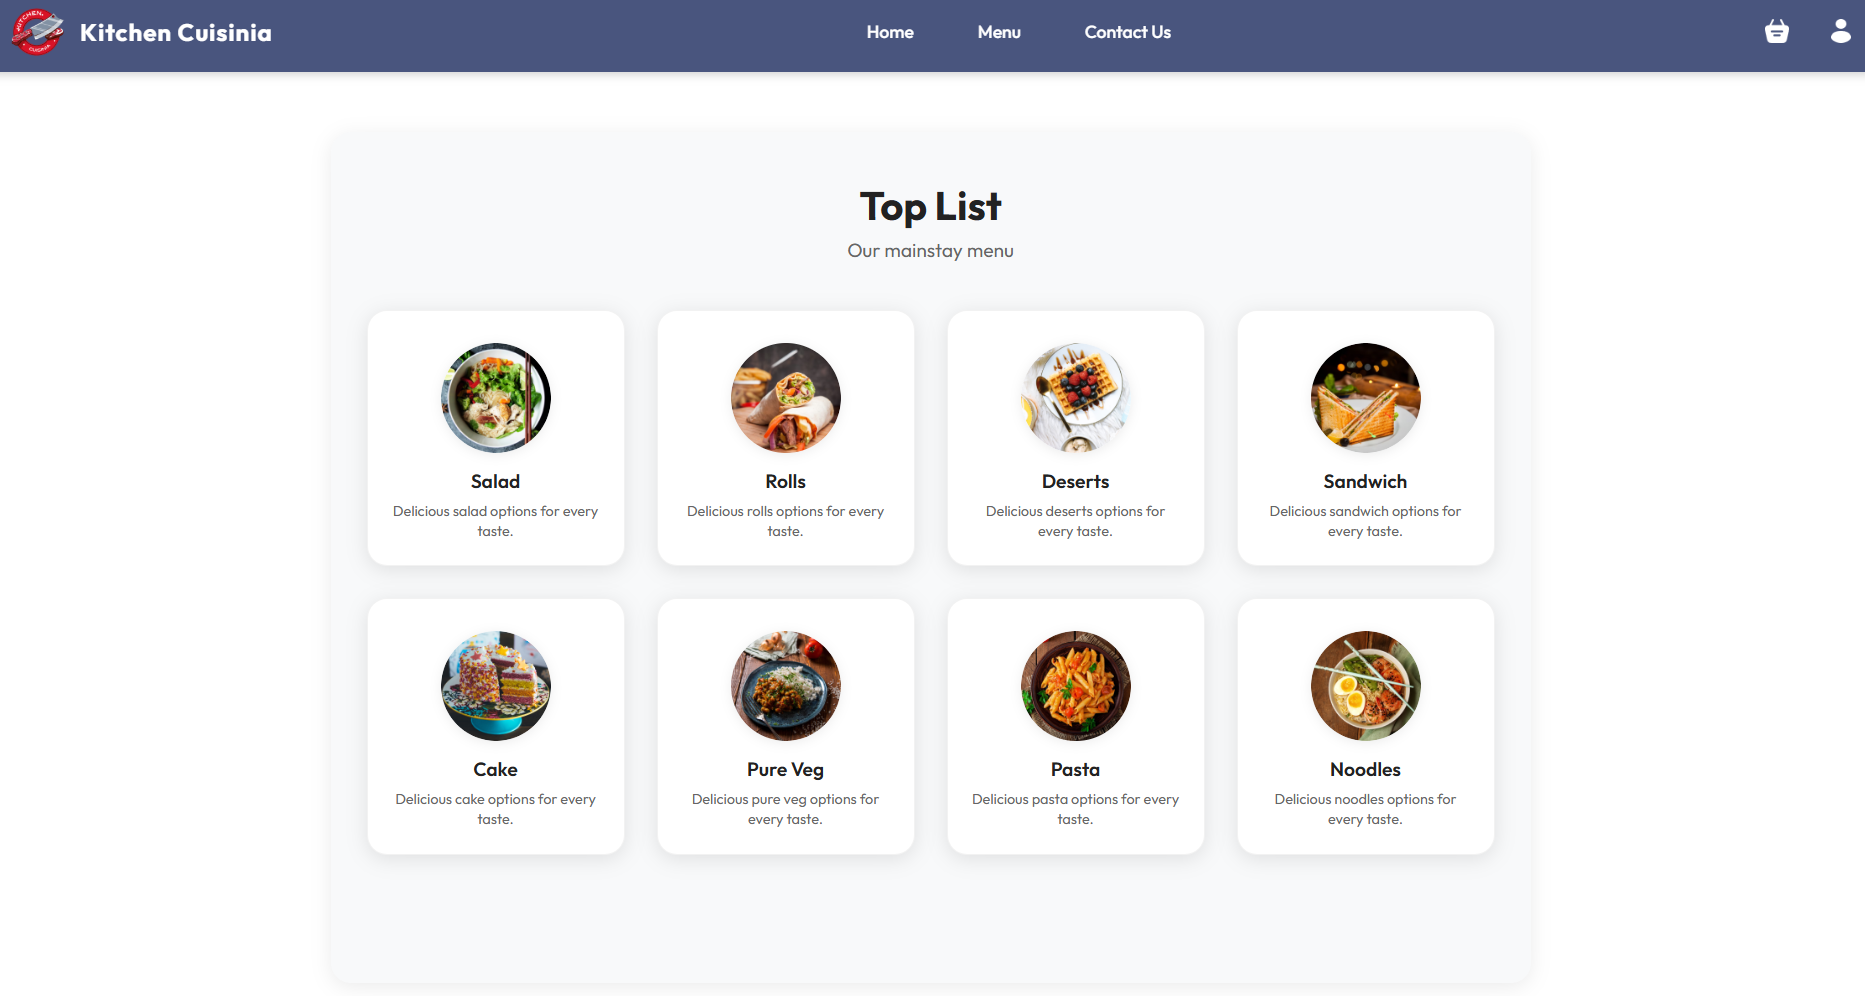 KITCHEN,
CUISINIA
Kitchen Cuisinia
Home
Menu
Contact Us
Top List
Our mainstay menu
Salad
Delicious salad options for every
taste.
Rolls
Delicious rolls options for every
taste.
Deserts
Delicious deserts options for
every taste.
Sandwich
Delicious sandwich options for
every taste.
Cake
Delicious cake options for every
taste.
Pure Veg
Delicious pure veg options for
every taste.
Pasta
Delicious pasta options for every
taste.
Noodles
Delicious noodles options for
every taste.